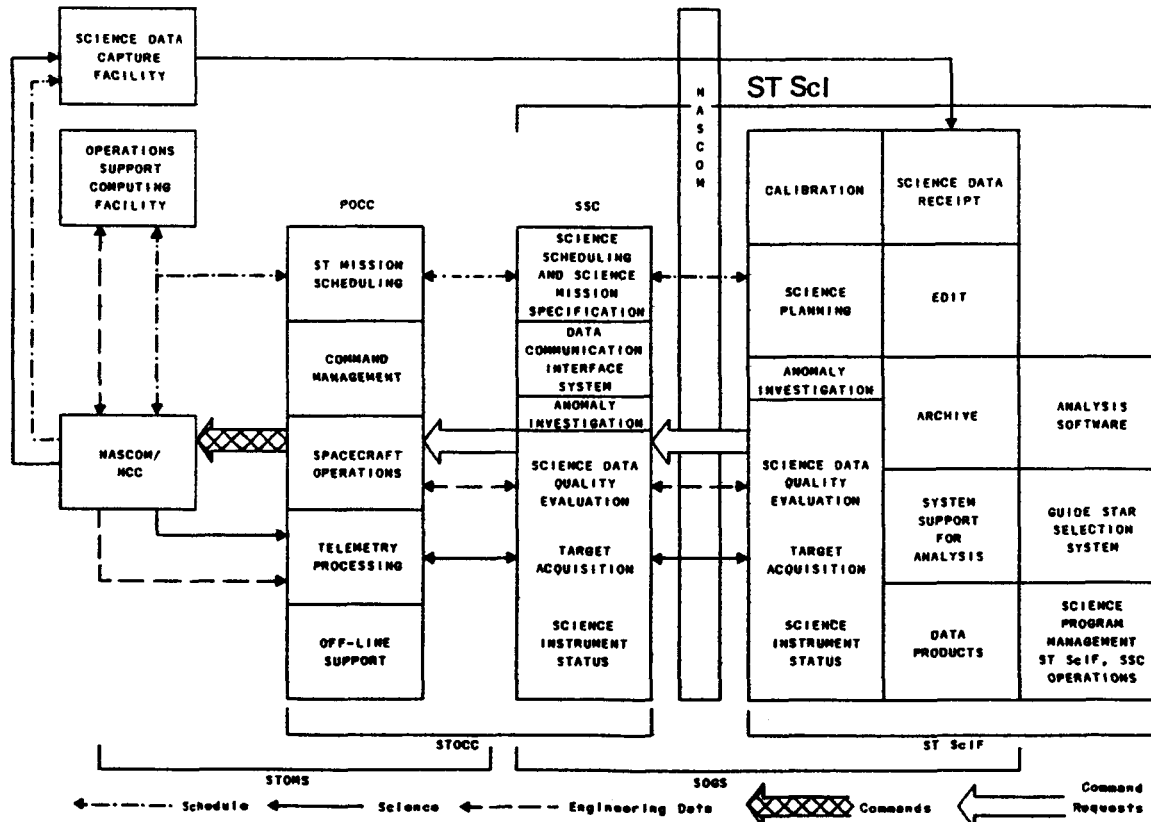 SCIENCE DATA
CAPTURE
FACILITY
OPERATIONS
SUPPORT
COMPUTING
FACILITY
NASCOM/
NCC
POCC
ST MISSION
SCHEDULING
COMMAND
MANAGEMENT
SPACECRAFT
OPERATIONS
TELEMETRY
PROCESSING
OFF-LINE
SUPPORT
SSC
SCIENCE
SCHEDULING
AND SCIENCE
MISSION
SPECIFICATION
DATA
COMMUNICATION
INTERFACE
SYSTEM
ANOMALY
INVESTIGATION
SCIENCE DATA
QUALITY
EVALUATION
TARGET
ACQUISITION
SCIENCE
INSTRUMENT
STATUS
NASCOM
ST ScI
CALIBRATION
SCIENCE
PLANNING
ANOMALY
INVESTIGATION
SCIENCE DATA
QUALITY
EVALUATION
TARGET
ACQUISITION
SCIENCE
INSTRUMENT
STATUS
SCIENCE DATA
RECEIPT
EDIT
ARCHIVE
SYSTEM
SUPPORT
FOR
ANALYSIS
DATA
PRODUCTS
ANALYSIS
SOFTWARE
GUIDE STAR
SELECTION
SYSTEM
SCIENCE
PROGRAM
MANAGEMENT
ST ScIF, SSC
OPERATIONS
STOCC
ST ScIF
STOMS
SOGS
Schedule
Science
Engineering Data
Commands
Command
Requests